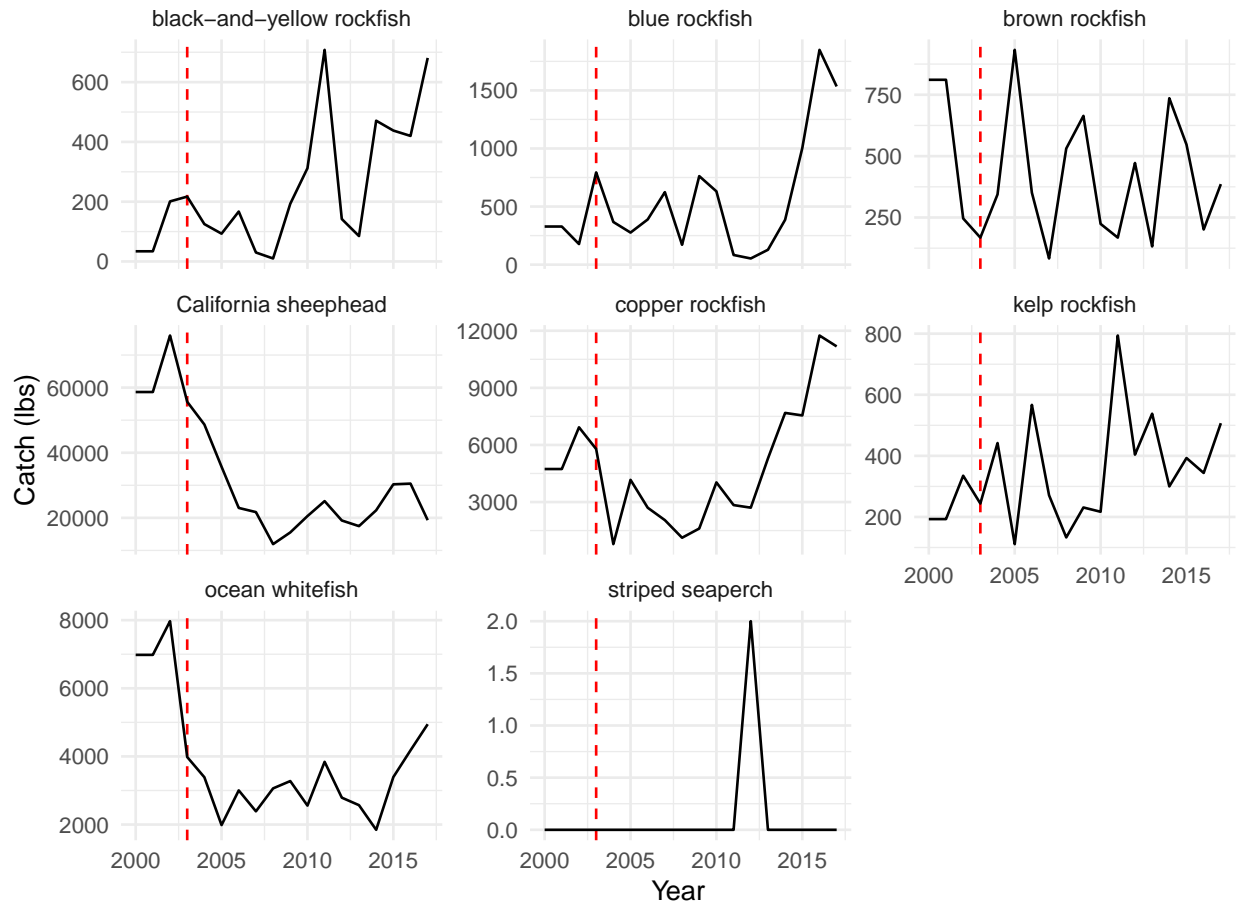 black−and−yellow rockfish
blue rockfish
brown rockfish
600
400
200
0
1500
1000
500
0
750
500
250
California sheephead
copper rockfish
kelp rockfish
60000
40000
20000
12000
9000
6000
3000
800
600
400
200
2000 2005 2010 2015
ocean whitefish
striped seaperch
8000
6000
4000
2000
2000 2005 2010 2015
2.0
1.5
1.0
0.5
0.0
2000 2005 2010 2015
Catch (lbs)
Year